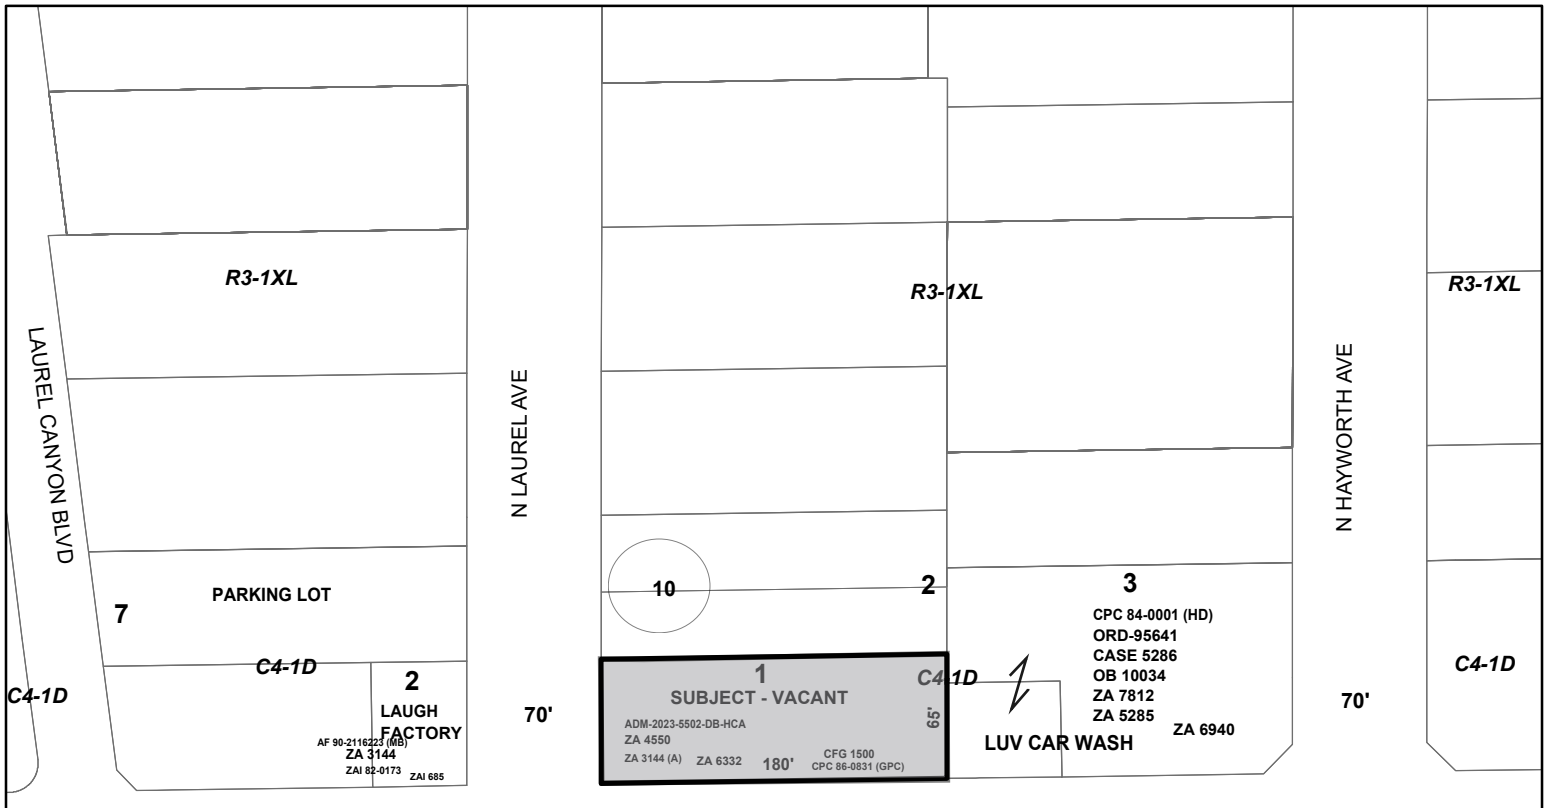 R3-1XL
R3-1XL
R3-1XL
LAUREL CANYON BLVD
N LAUREL AVE
N HAYWORTH AVE
PARKING LOT
7
10
2
3
CPC 84-0001 (HD)
ORD-95641
CASE 5286
OB 10034
ZA 7812
ZA 5285
ZA 6940
C4-1D
C4-1D
C4-1D
C4-1D
2
LAUGH
FACTORY
AF 90-2116223 (MB)
ZA 3144
ZAI 82-0173
ZAI 685
70'
1
SUBJECT - VACANT
ADM-2023-5502-DB-HCA
ZA 4550
ZA 3144 (A)
ZA 6332
180'
CFG 1500
CPC 86-0831 (GPC)
65'
LUV CAR WASH
70'